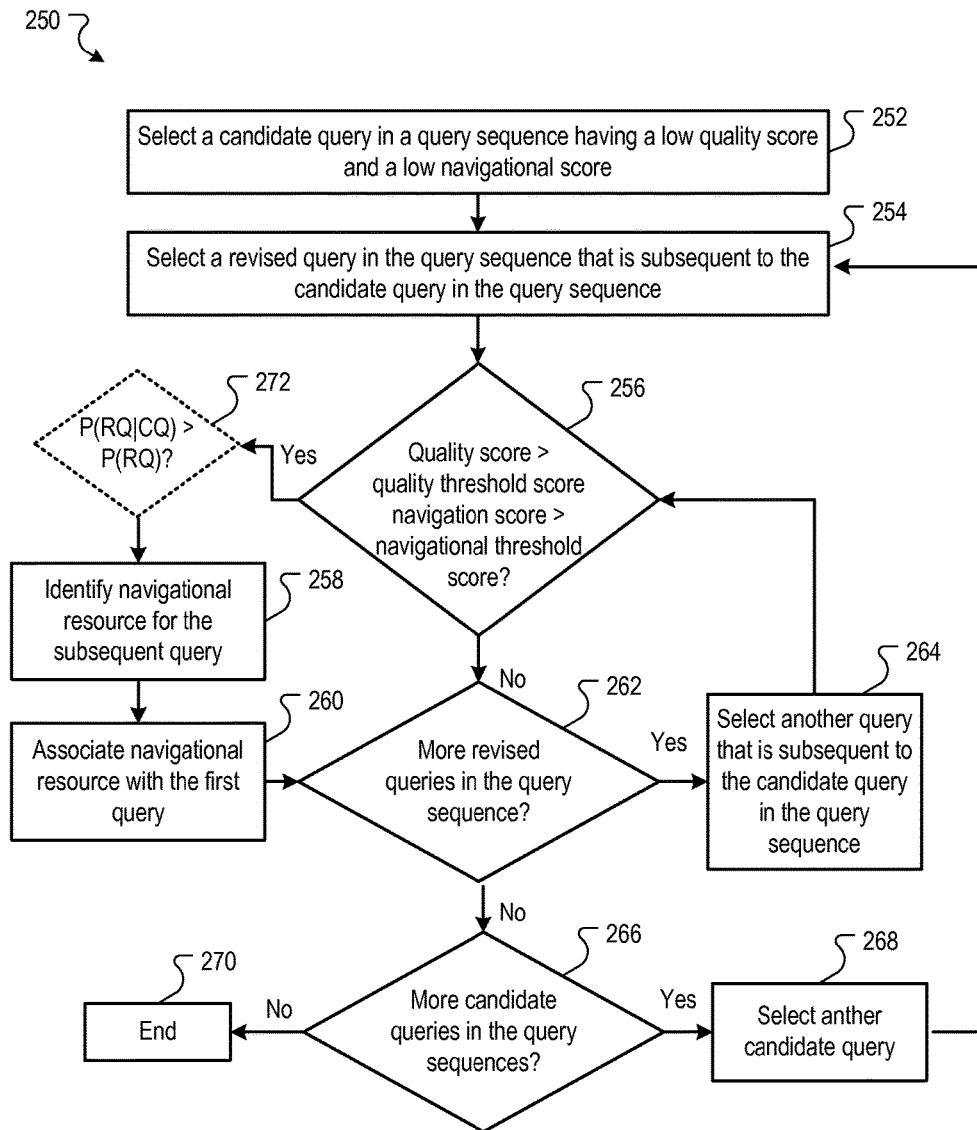 250
252
Select a candidate query in a query sequence having a low quality score
and a low navigational score
254
Select a revised query in the query sequence that is subsequent to the
candidate query in the query sequence
272
P(RQ|CQ) >
P(RQ)?
Yes
256
Quality score >
quality threshold score
navigation score >
navigational threshold
score?
258
Identify navigational
resource for the
subsequent query
No
260
Associate navigational
resource with the first
query
262
More revised
queries in the query
sequence?
Yes
264
Select another query
that is subsequent to
the candidate query
in the query
sequence
No
270
End
No
266
More candidate
queries in the query
sequences?
Yes
268
Select anther
candidate query